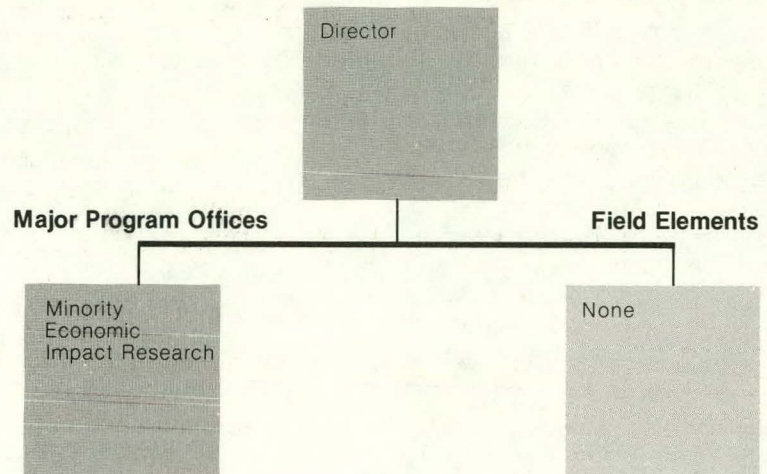 Director
Major Program Offices
Field Elements
Minority
Economic
Impact Research
None